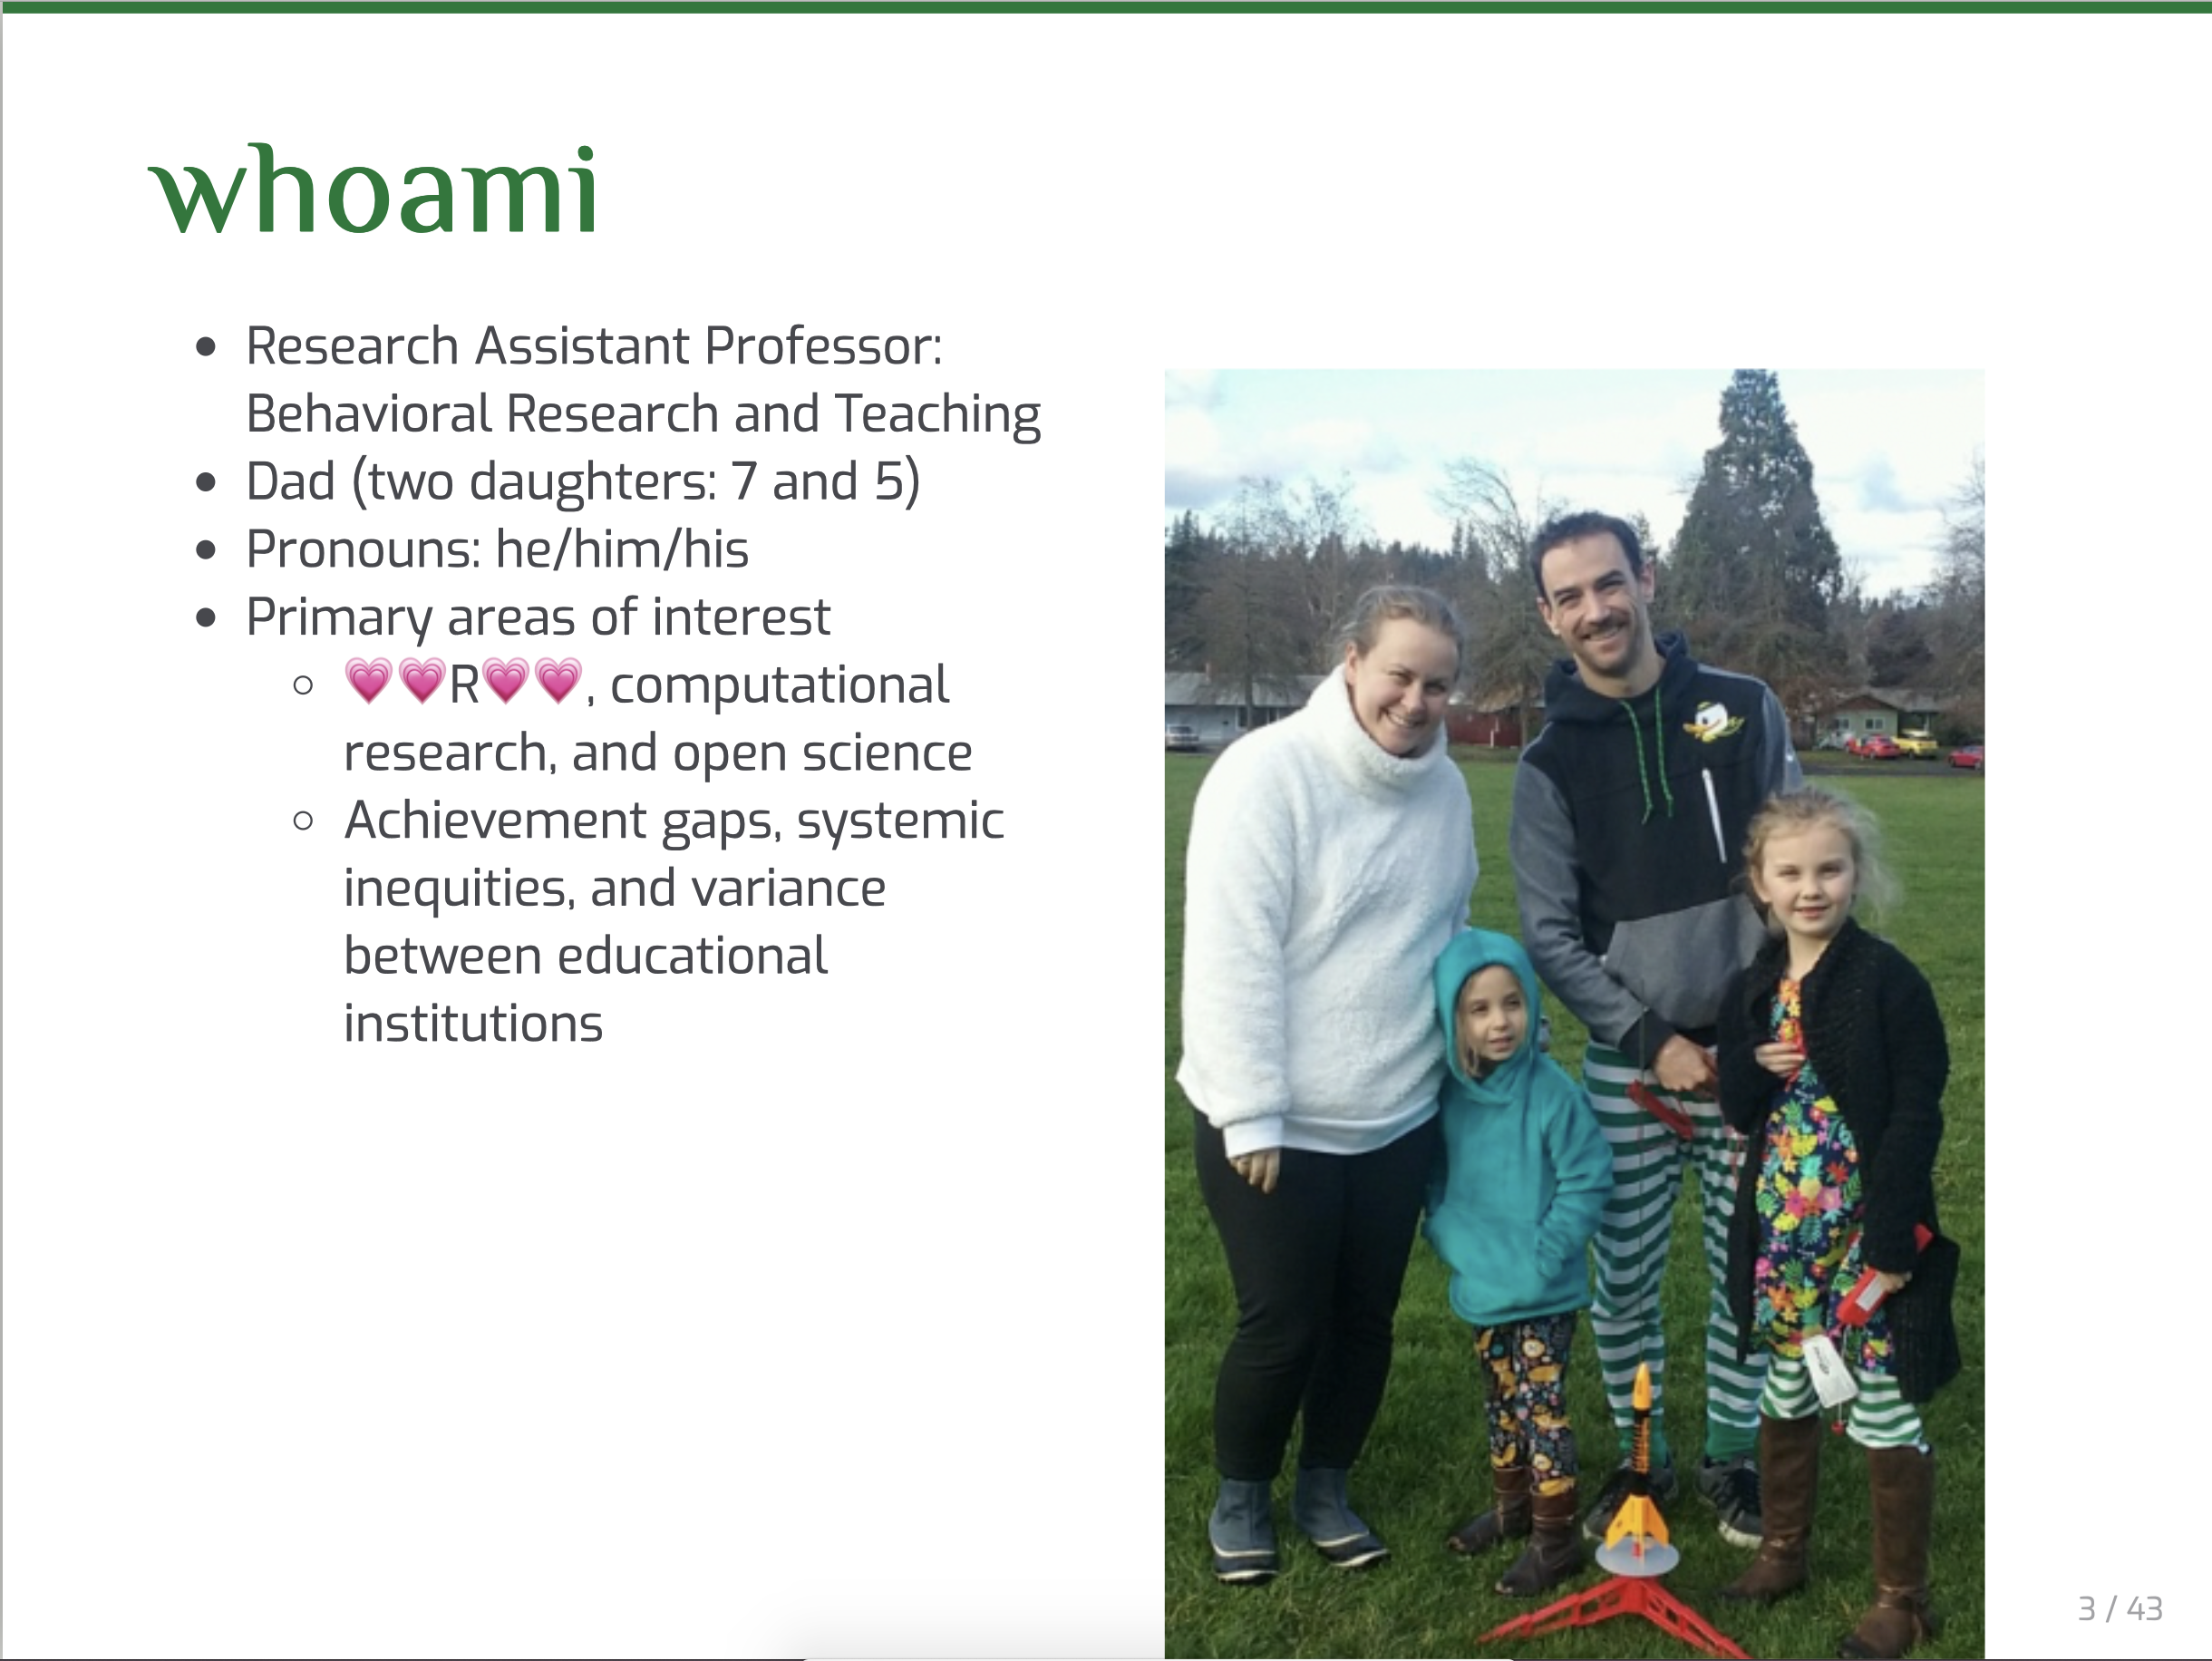 whoami
Research Assistant Professor:
Behavioral Research and Teaching
Dad (two daughters: 7 and 5)
Pronouns: he/him/his
Primary areas of interest
💗💗R💗💗, computational
research, and open science
Achievement gaps, systemic
inequities, and variance
between educational
institutions
3 / 43